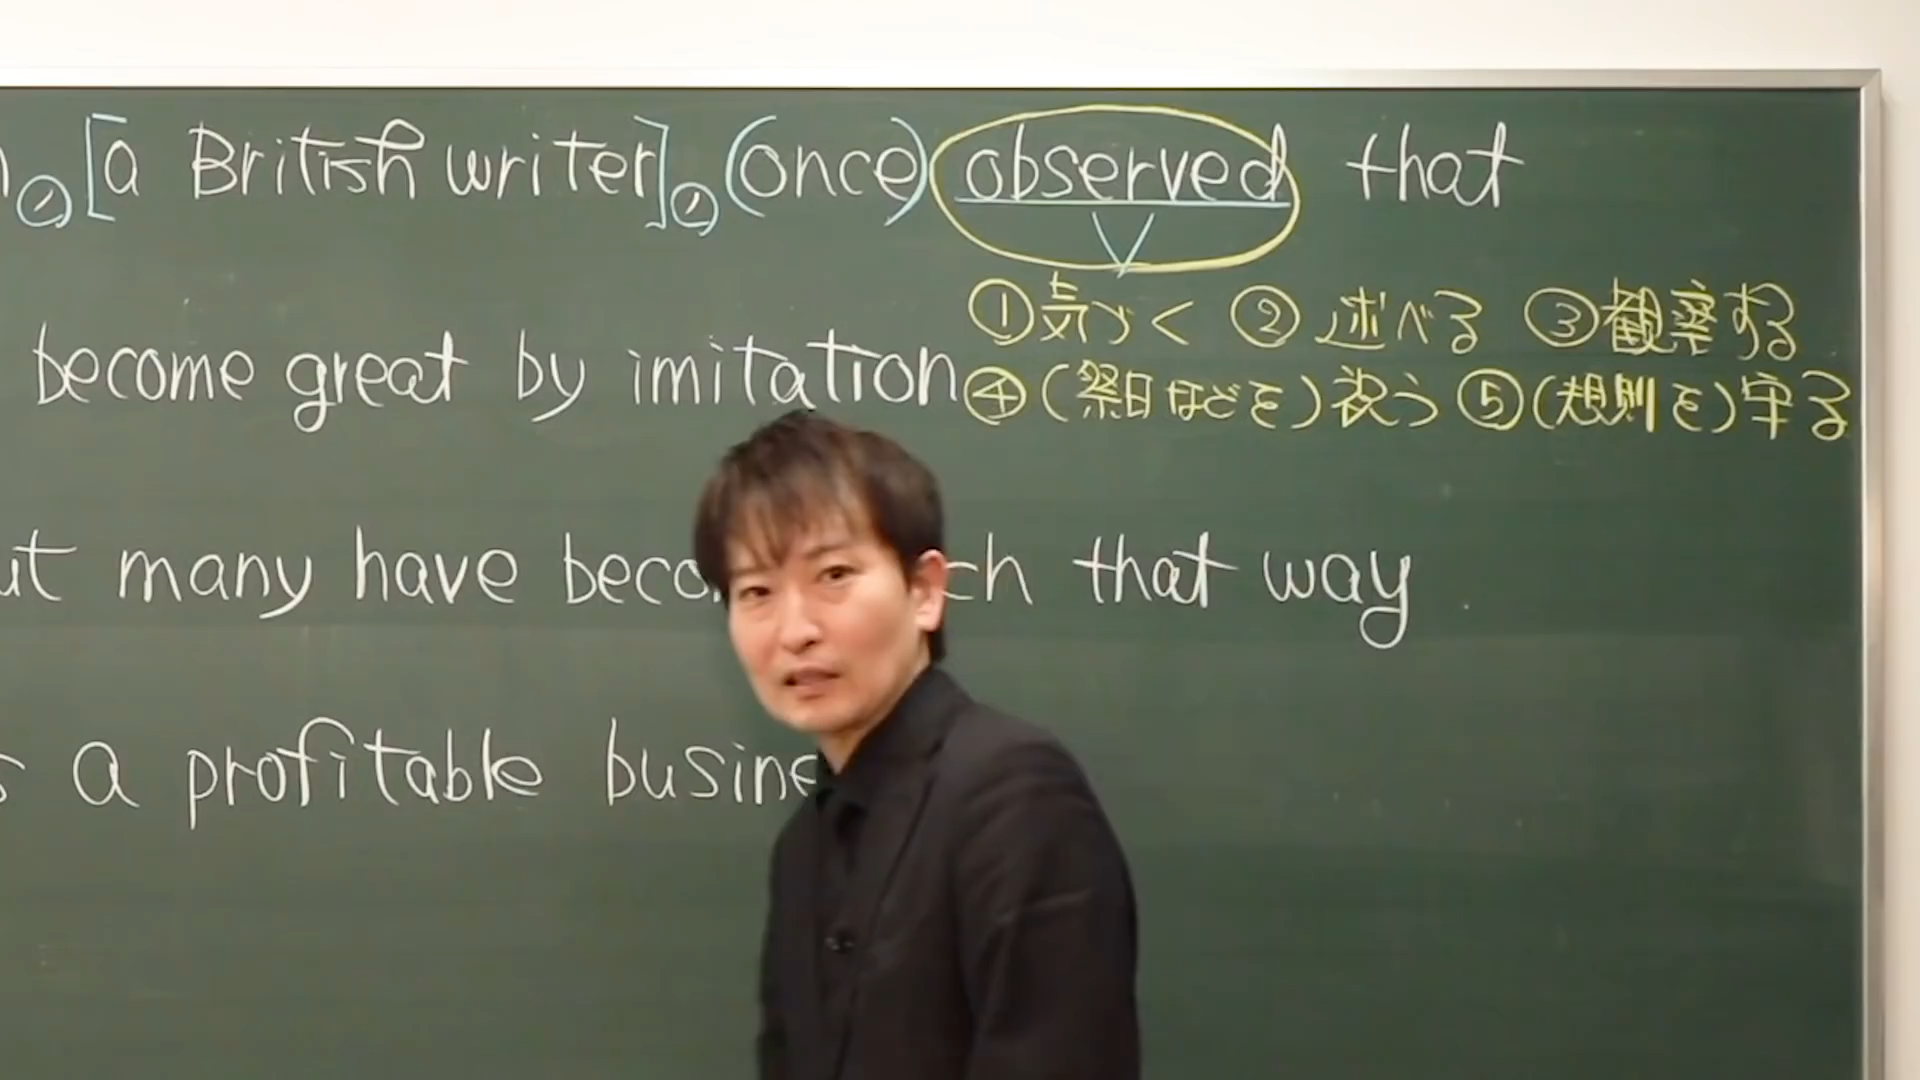 [a British writer] (once) observed that
V
①気づく ②述べる ③観察する
become great by imitation
④(祭日などを)祝う ⑤(規則を)守る
many have that way
a profitable